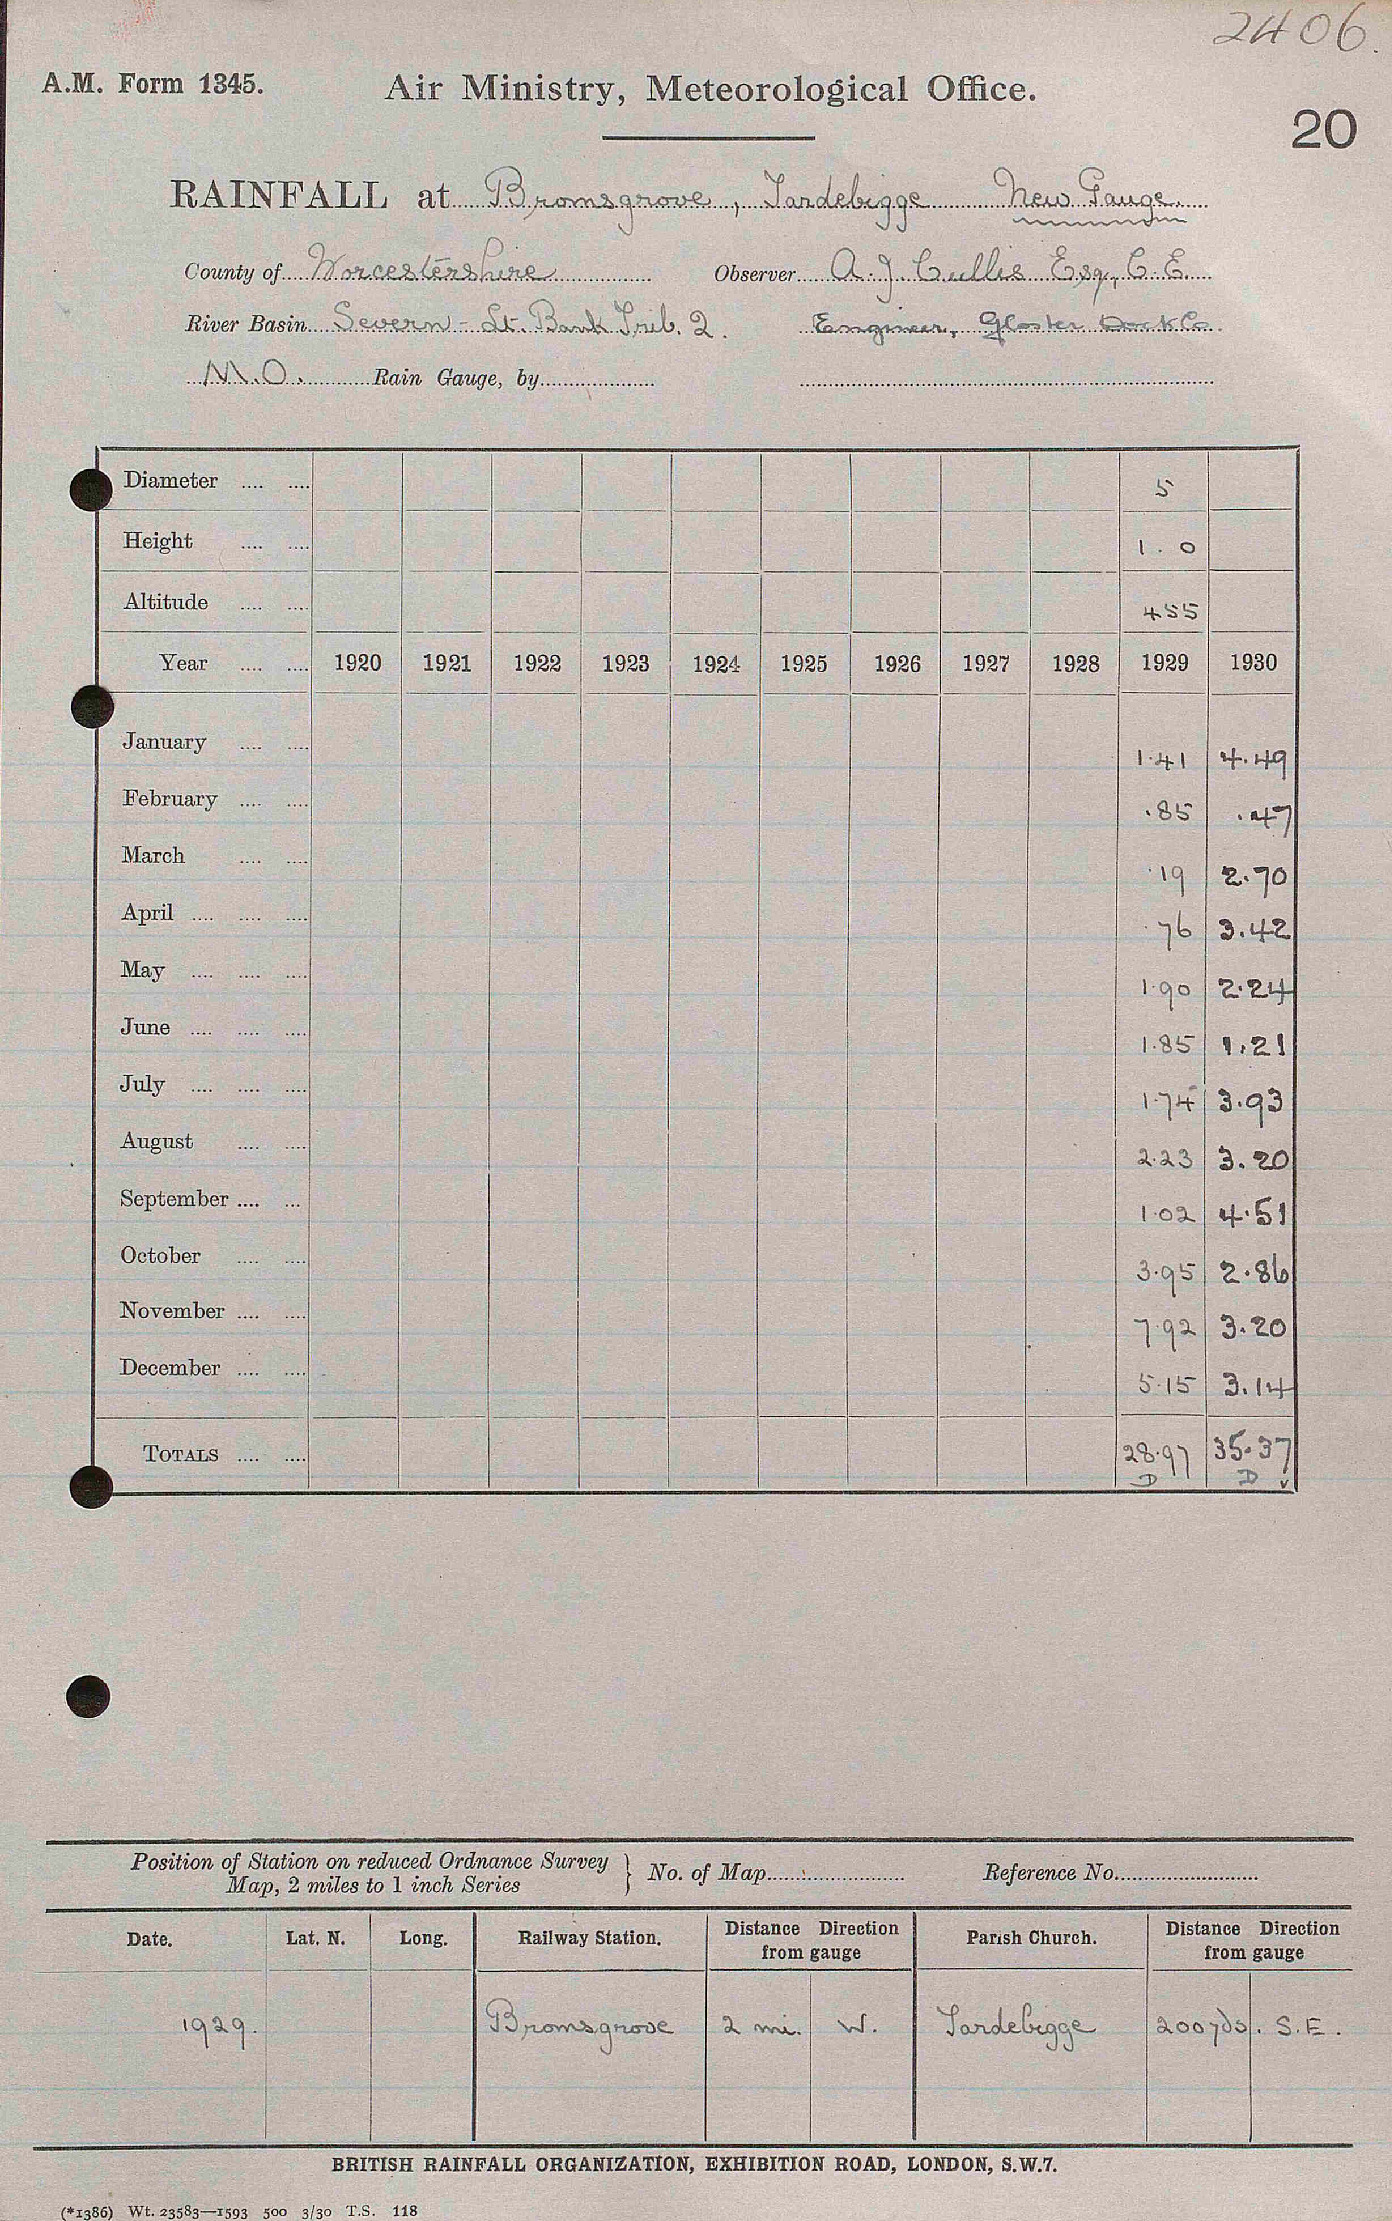 2406.
A.M. Form 1345.
Air Ministry, Meteorological Office.
20
RAINFALL at Bromsgrove, Tardebigge New Gauge.
County of Worcestershire Observer A. J. Cullis Esq., C.E.
River Basin Severn - Lt. Bank Trib. 2. Engineer, Gloster Dock Co.
M.O. Rain Gauge, by
Diameter .... .... 5
Height .... .... 1.0
Altitude .... .... 455
Year .... .... 1920 1921 1922 1923 1924 1925 1926 1927 1928 1929 1930
January .... .... 1.41 4.49
February .... .... .85 .47
March .... .... .19 2.70
April .... .... .... .76 3.42
May .... .... .... 1.90 2.24
June .... .... .... 1.85 1.21
July .... .... .... 1.74 3.93
August .... .... 2.23 3.20
September .... ... 1.02 4.51
October .... .... 3.95 2.86
November .... .... 7.92 3.20
December .... .... 5.15 3.14
TOTALS .... .... 28.97 35.37
D D v
Position of Station on reduced Ordnance Survey
Map, 2 miles to 1 inch Series } No. of Map Reference No.
Date. Lat. N. Long. Railway Station. Distance Direction from gauge Parish Church. Distance Direction from gauge
1929. Bromsgrove 2 mi. W. Tardebigge 200yds. S.E.
BRITISH RAINFALL ORGANIZATION, EXHIBITION ROAD, LONDON, S.W.7.
(*1386) Wt. 23583—1593 500 3/30 T.S. 118